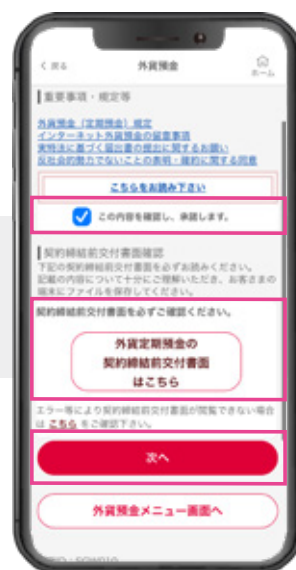 く 戻る
外貨預金
ホーム
重要事項・規定等
外貨預金（定期預金）規定
インターネット外貨預金の留意事項
実特法に基づく届出書の提出に関するお願い
反社会的勢力でないことの表明・確約に関する同意
こちらをお読み下さい
この内容を確認し、承諾します。
契約締結前交付書面確認
下記の契約締結前交付書面を必ずお読みください。
記載の内容について十分にご理解いただき、お客さまの
端末にファイルを保存してください。
契約締結前交付書面を必ずご確認ください。
外貨定期預金の
契約締結前交付書面
はこちら
エラー等により契約締結前交付書面が閲覧できない場合
は こちら をご確認下さい。
次へ
外貨預金メニュー画面へ